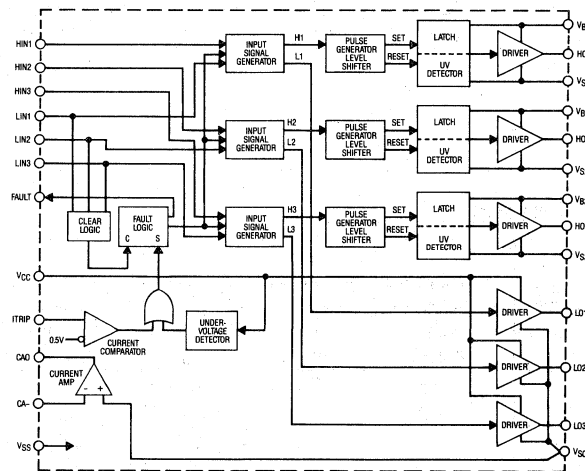 HIN1
HIN2
HIN3
LIN1
LIN2
LIN3
FAULT
VCC
ITRIP
0.5V
CAO
CA-
VSS
CLEAR
LOGIC
FAULT
LOGIC
C S
CURRENT
COMPARATOR
UNDER-
VOLTAGE
DETECTOR
CURRENT
AMP
- +
INPUT
SIGNAL
GENERATOR
H1
L1
PULSE
GENERATOR
LEVEL
SHIFTER
SET
RESET
LATCH
UV
DETECTOR
DRIVER
INPUT
SIGNAL
GENERATOR
H2
L2
PULSE
GENERATOR
LEVEL
SHIFTER
SET
RESET
LATCH
UV
DETECTOR
DRIVER
INPUT
SIGNAL
GENERATOR
H3
L3
PULSE
GENERATOR
LEVEL
SHIFTER
SET
RESET
LATCH
UV
DETECTOR
DRIVER
DRIVER
LO1
DRIVER
LO2
DRIVER
LO3